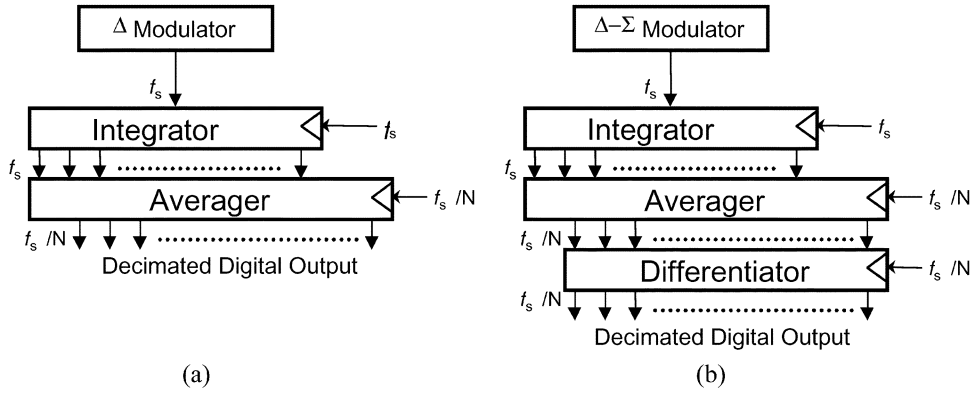 Δ Modulator
fs
Integrator
fs
fs
Averager
fs /N
fs /N
Decimated Digital Output
(a)
Δ–Σ Modulator
fs
Integrator
fs
fs
Averager
fs /N
fs /N
Differentiator
fs /N
fs /N
Decimated Digital Output
(b)